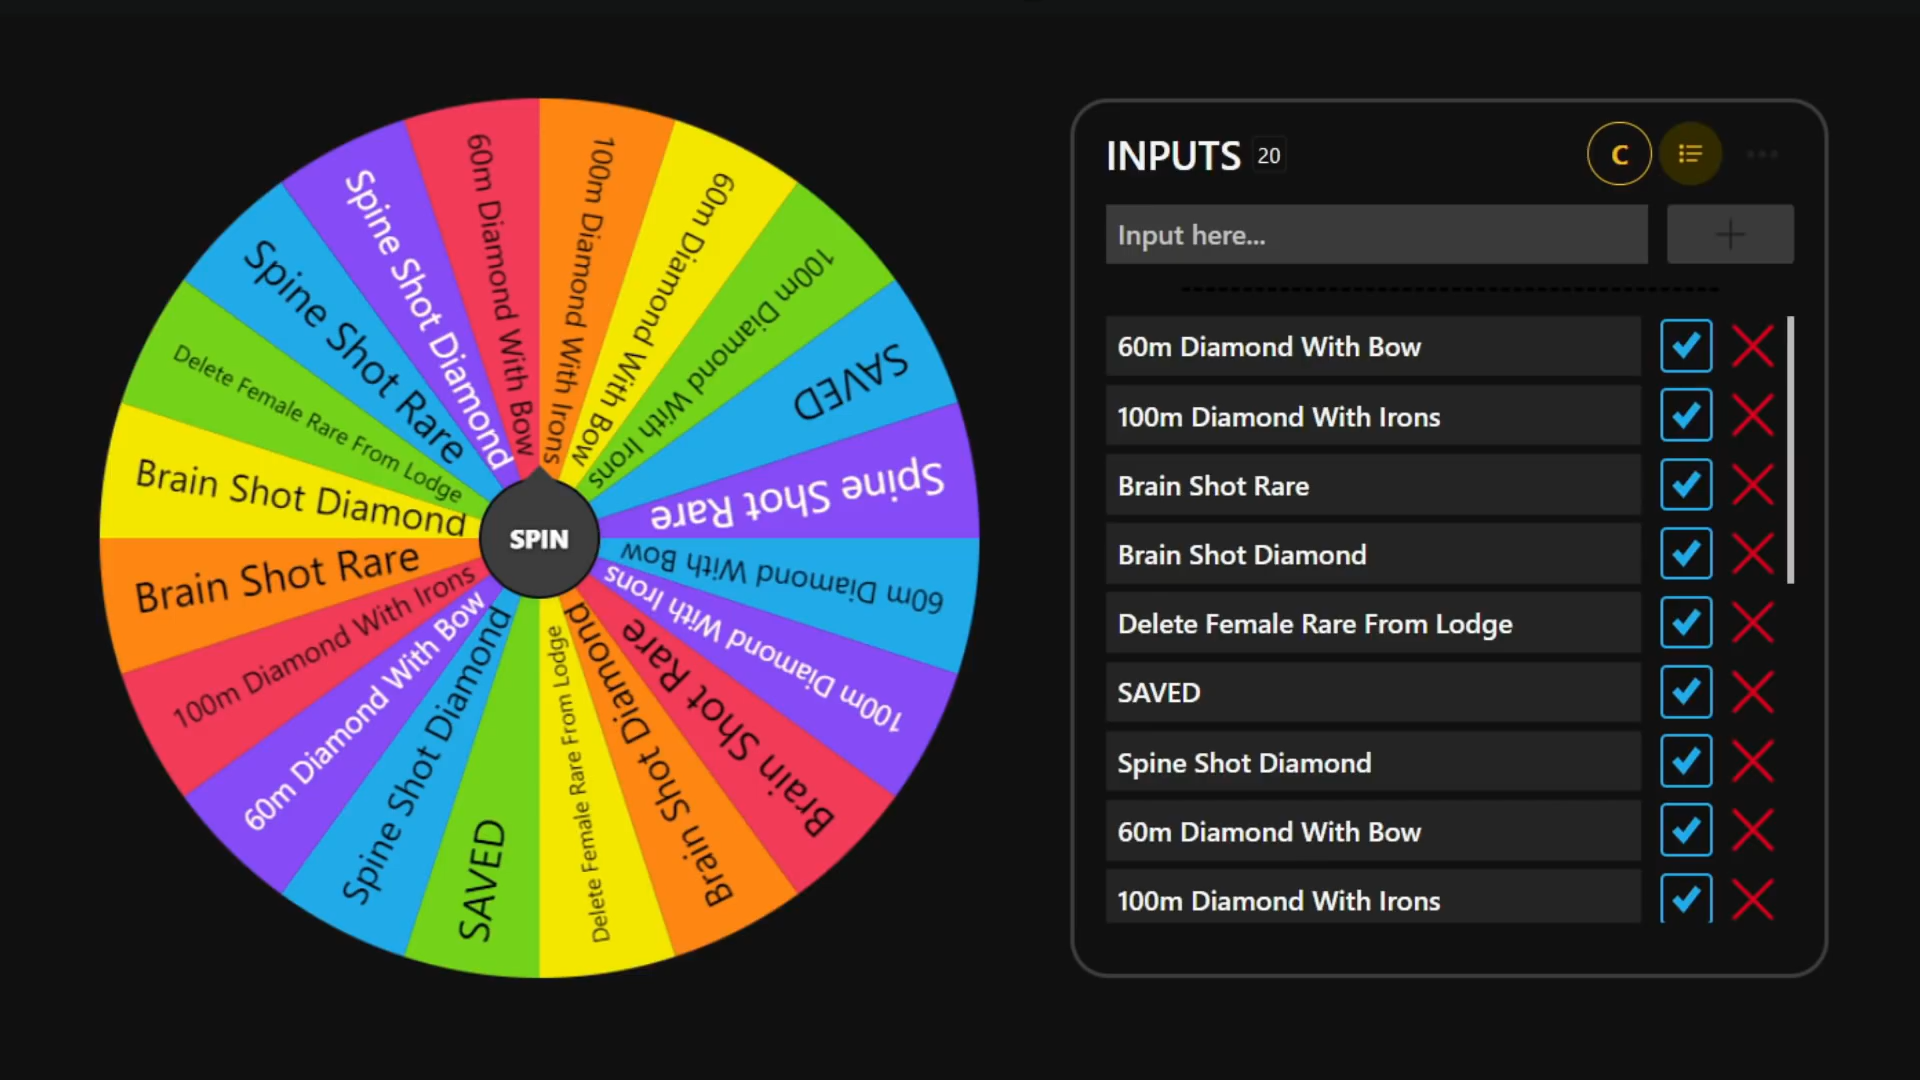 60m Diamond With Bow
100m Diamond With Irons
60m Diamond With Bow
100m Diamond With Irons
SAVED
Spine Shot Rare
60m Diamond With Bow
100m Diamond With Irons
Brain Shot Rare
Brain Shot Diamond
Delete Female Rare From Lodge
SAVED
Spine Shot Diamond
60m Diamond With Bow
100m Diamond With Irons
Brain Shot Rare
Brain Shot Diamond
Delete Female Rare From Lodge
Spine Shot Rare
Spine Shot Diamond
SPIN
INPUTS 20
C
Input here...
60m Diamond With Bow
100m Diamond With Irons
Brain Shot Rare
Brain Shot Diamond
Delete Female Rare From Lodge
SAVED
Spine Shot Diamond
60m Diamond With Bow
100m Diamond With Irons